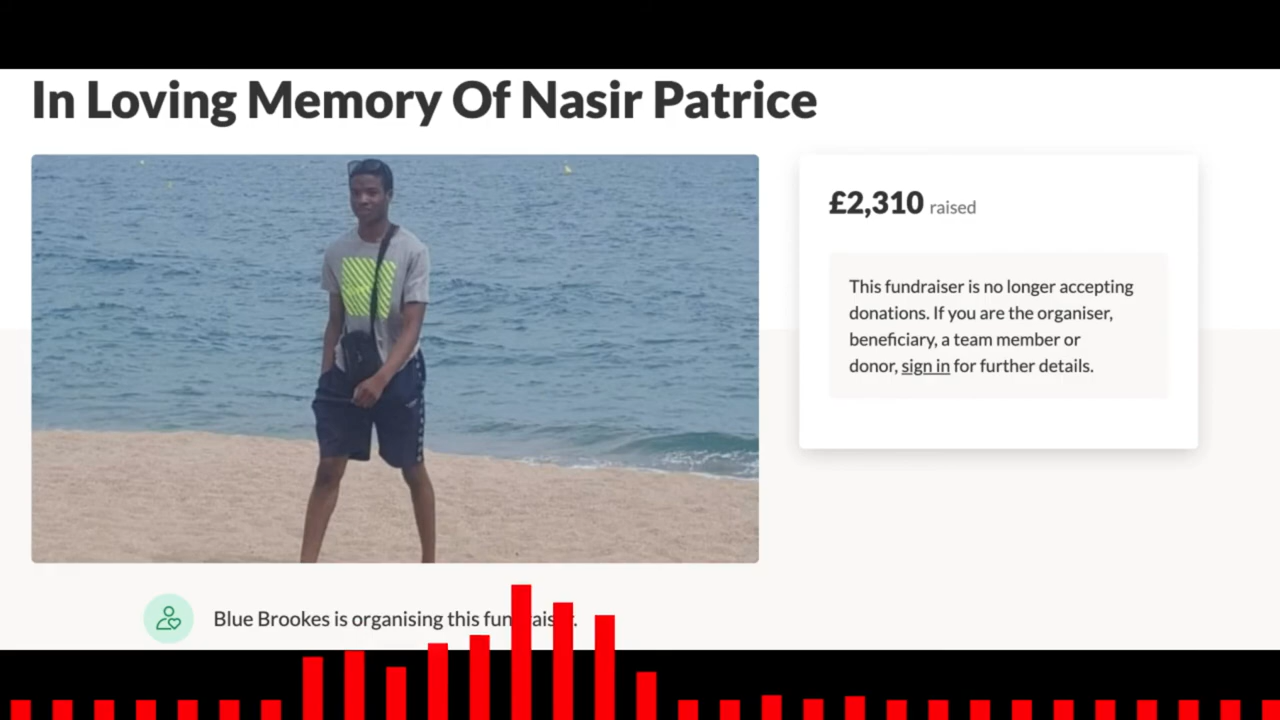 In Loving Memory Of Nasir Patrice
£2,310 raised
This fundraiser is no longer accepting
donations. If you are the organiser,
beneficiary, a team member or
donor, sign in for further details.
Blue Brookes is organising this fundraiser.